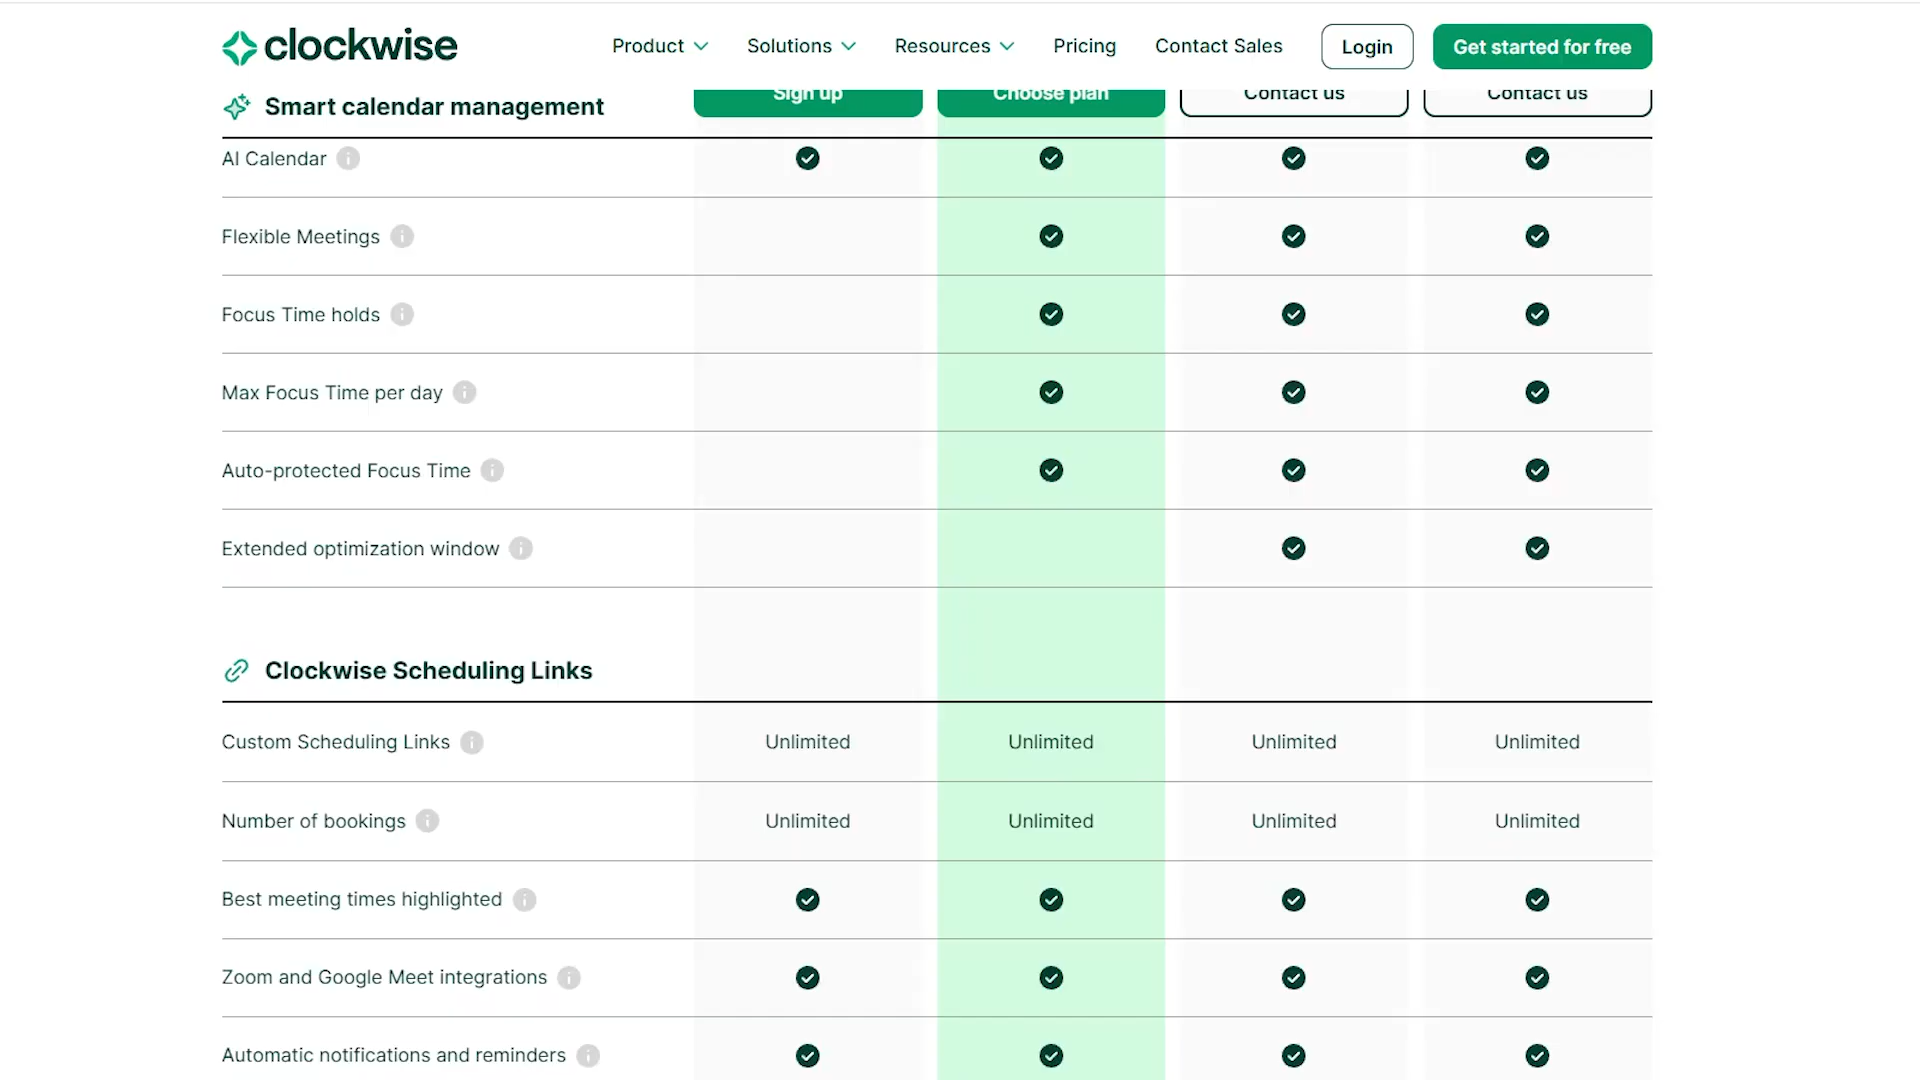 clockwise
Product Solutions Resources Pricing Contact Sales Login Get started for free
Smart calendar management Sign up Choose plan Contact us Contact us
AI Calendar
Flexible Meetings
Focus Time holds
Max Focus Time per day
Auto-protected Focus Time
Extended optimization window
Clockwise Scheduling Links
Custom Scheduling Links Unlimited Unlimited Unlimited Unlimited
Number of bookings Unlimited Unlimited Unlimited Unlimited
Best meeting times highlighted
Zoom and Google Meet integrations
Automatic notifications and reminders